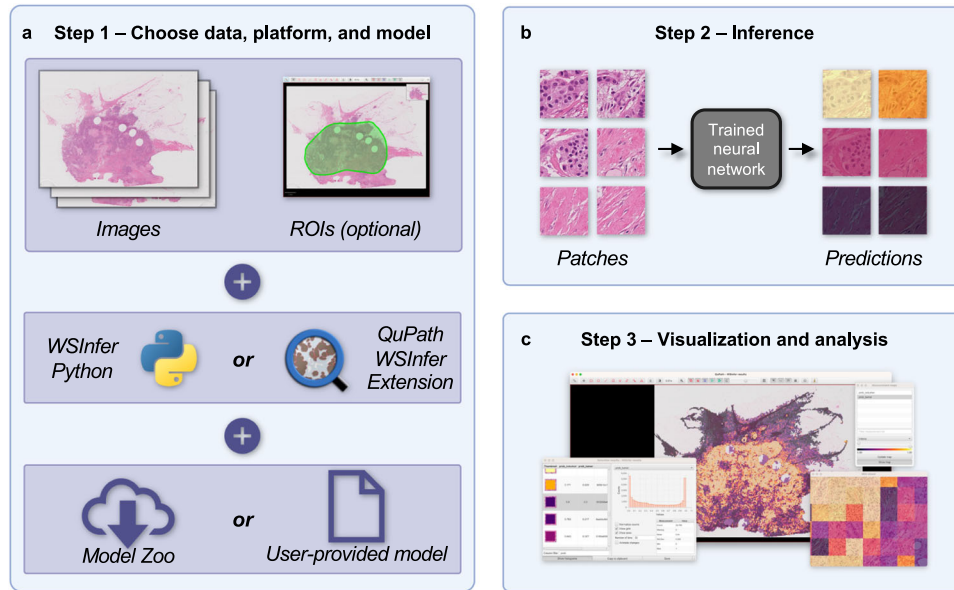 a Step 1 – Choose data, platform, and model
Images
ROIs (optional)
WSInfer
Python
or
QuPath
WSInfer
Extension
Model Zoo
or
User-provided model
b Step 2 – Inference
Trained
neural
network
Patches
Predictions
c Step 3 – Visualization and analysis